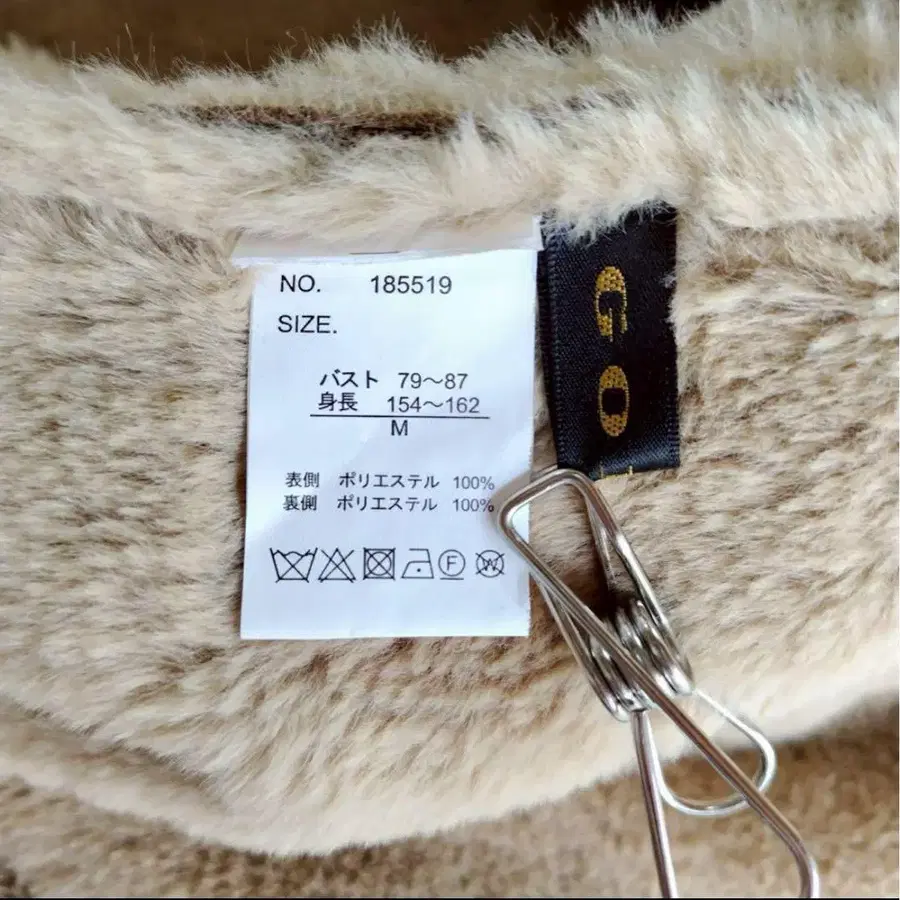 NO. 185519
SIZE.
バスト 79～87
身長 154～162
M
表側 ポリエステル 100%
裏側 ポリエステル 100%
F W
G O